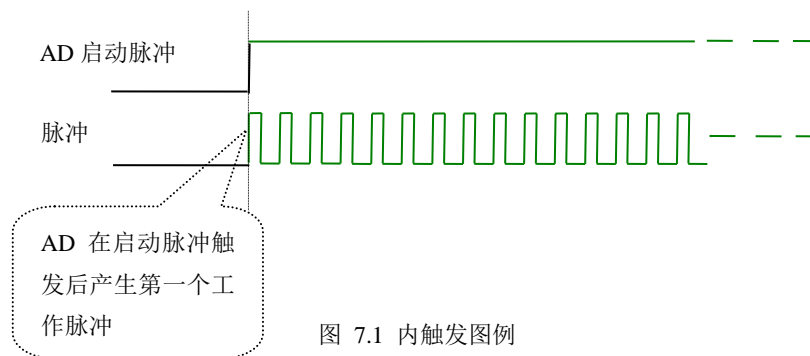 AD 启动脉冲
脉冲
AD 在启动脉冲触
发后产生第一个工
作脉冲
图 7.1 内触发图例